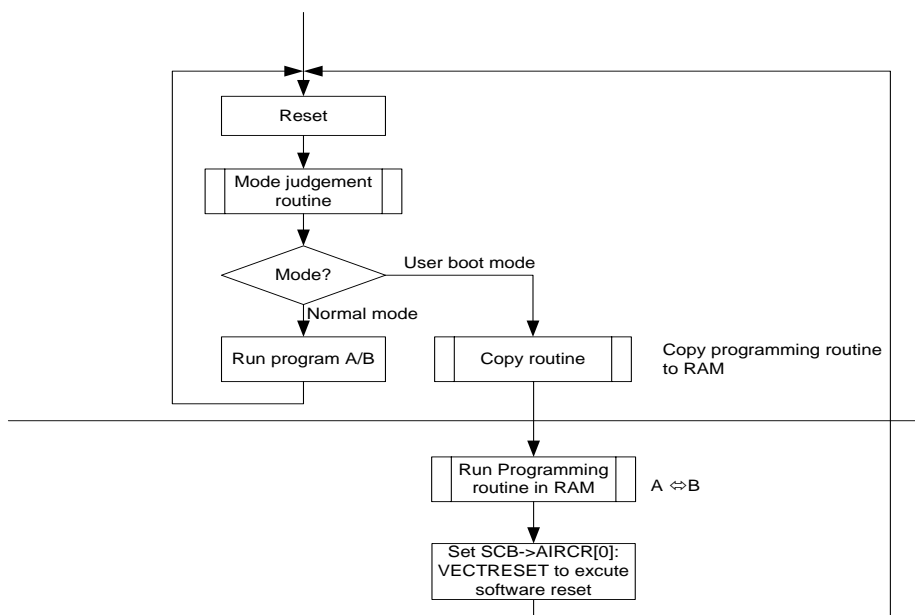 Reset
Mode judgement
routine
Mode?
User boot mode
Normal mode
Run program A/B
Copy routine
Copy programming routine
to RAM
Run Programming
routine in RAM
A ⇔B
Set SCB->AIRCR[0]:
VECTRESET to excute
software reset